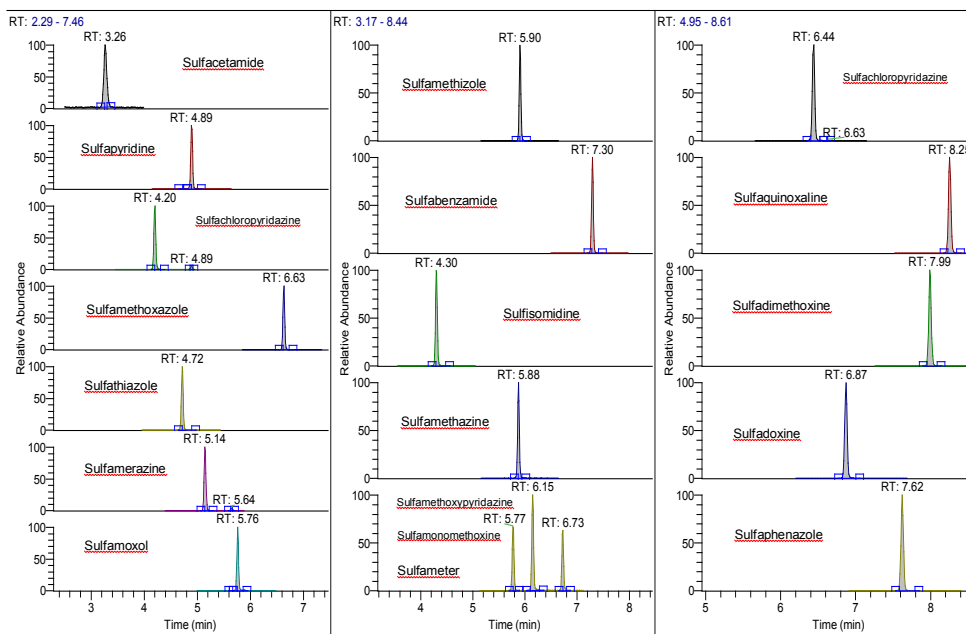 RT: 2.29 - 7.46
RT: 3.26
Sulfacetamide
100
50
0
RT: 4.89
Sulfapyridine
100
50
0
RT: 4.20
Sulfachloropyridazine
RT: 4.89
100
50
0
RT: 6.63
Sulfamethoxazole
100
50
0
RT: 4.72
Sulfathiazole
100
50
0
RT: 5.14
Sulfamerazine
RT: 5.64
100
50
0
RT: 5.76
Sulfamoxol
100
50
0
Relative Abundance
3 4 5 6 7
Time (min)
RT: 3.17 - 8.44
RT: 5.90
Sulfamethizole
100
50
0
RT: 7.30
Sulfabenzamide
100
50
0
RT: 4.30
Sulfisomidine
100
50
0
RT: 5.88
Sulfamethazine
100
50
0
RT: 6.15
Sulfamethoxypyridazine
RT: 5.77
RT: 6.73
Sulfamonomethoxine
Sulfameter
100
50
0
Relative Abundance
4 5 6 7 8
Time (min)
RT: 4.95 - 8.61
RT: 6.44
Sulfachloropyridazine
RT: 6.63
100
50
0
RT: 8.25
Sulfaquinoxaline
100
50
0
RT: 7.99
Sulfadimethoxine
100
50
0
RT: 6.87
Sulfadoxine
100
50
0
RT: 7.62
Sulfaphenazole
100
50
0
Relative Abundance
5 6 7 8
Time (min)